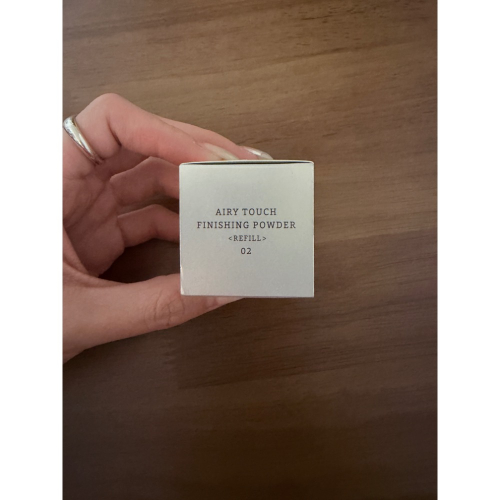 AIRY TOUCH
FINISHING POWDER
<REFILL>
02